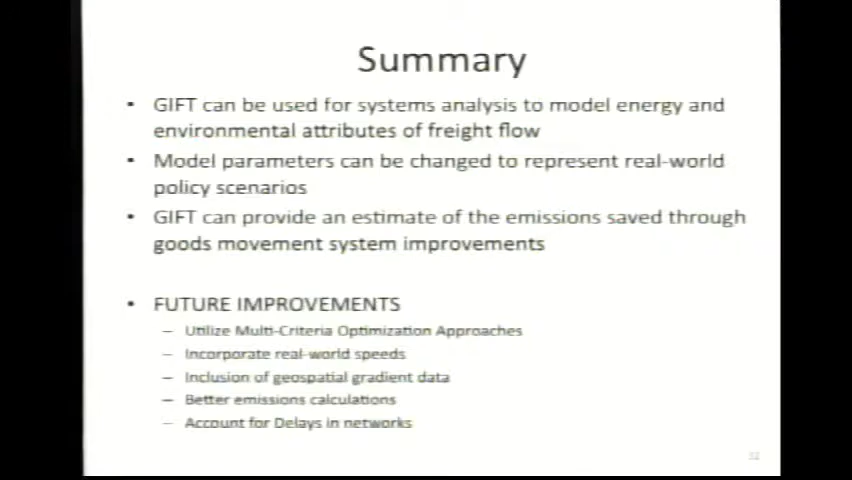 Summary
• GIFT can be used for systems analysis to model energy and
environmental attributes of freight flow
• Model parameters can be changed to represent real-world
policy scenarios
• GIFT can provide an estimate of the emissions saved through
goods movement system improvements
• FUTURE IMPROVEMENTS
– Utilize Multi-Criteria Optimization Approaches
– Incorporate real-world speeds
– Inclusion of geospatial gradient data
– Better emissions calculations
– Account for Delays in networks